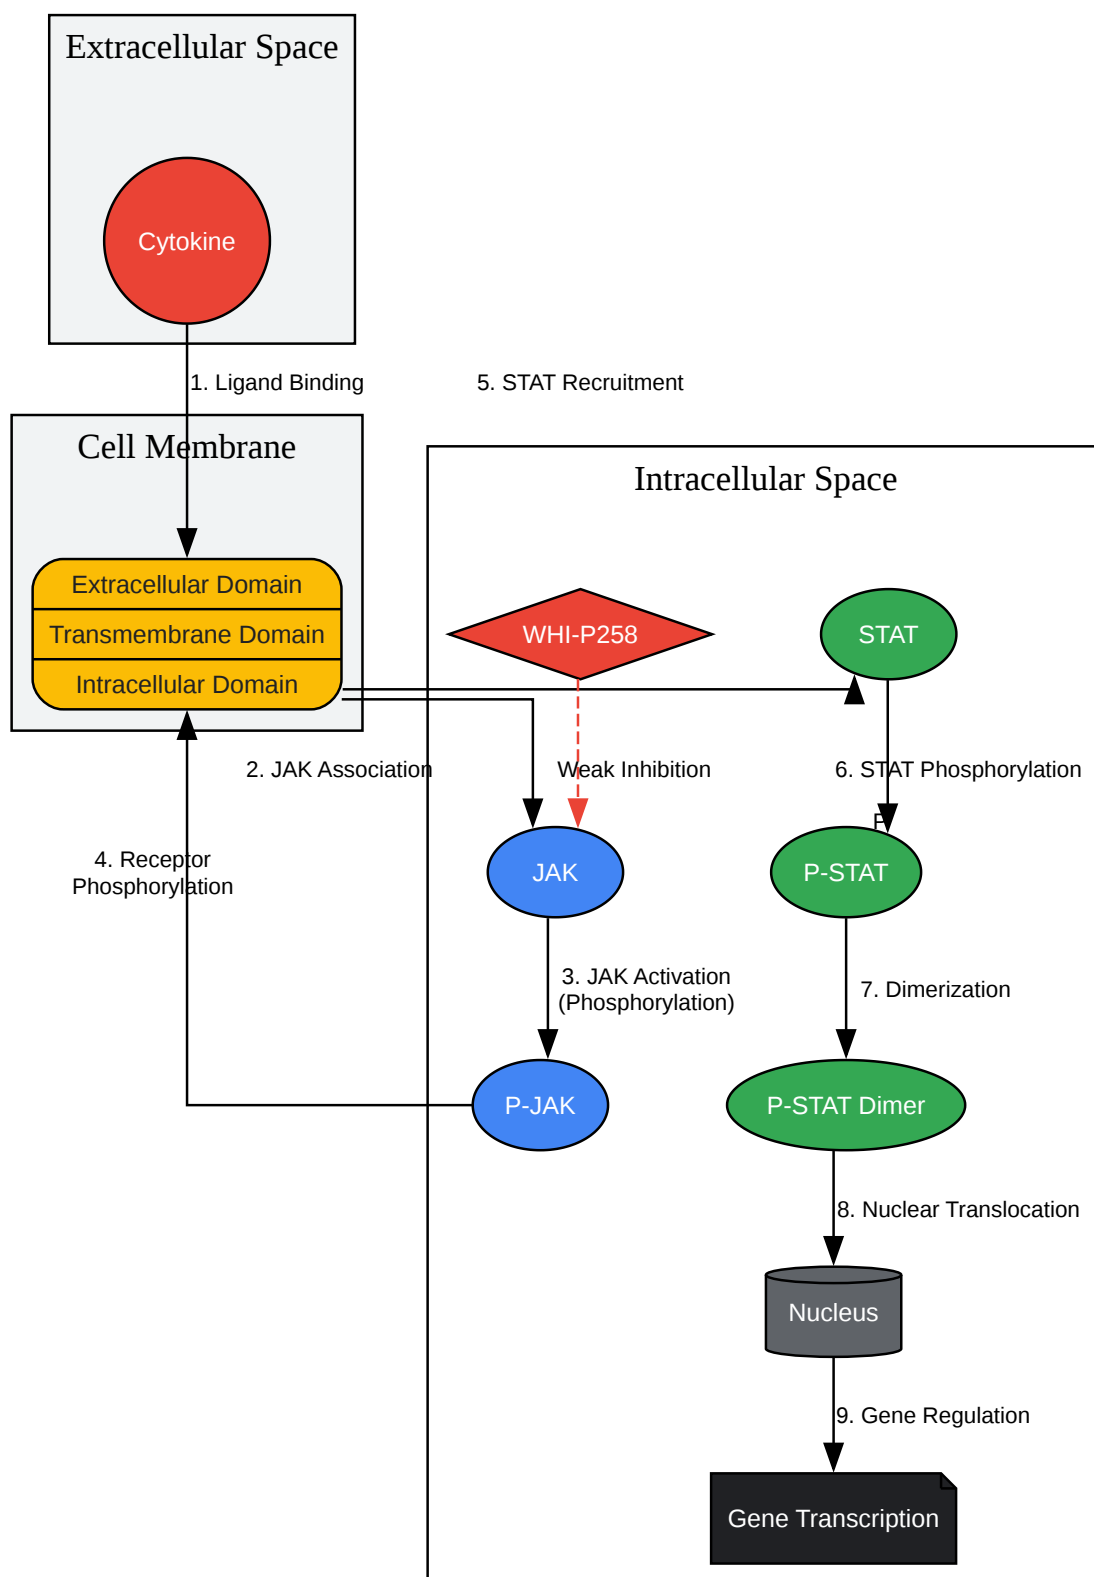 Extracellular Space
Cytokine
1. Ligand Binding
5. STAT Recruitment
Cell Membrane
Intracellular Space
Extracellular Domain
Transmembrane Domain
Intracellular Domain
WHI-P258
STAT
2. JAK Association
Weak Inhibition
6. STAT Phosphorylation
P
4. Receptor
Phosphorylation
JAK
P-STAT
3. JAK Activation
(Phosphorylation)
7. Dimerization
P-JAK
P-STAT Dimer
8. Nuclear Translocation
Nucleus
9. Gene Regulation
Gene Transcription